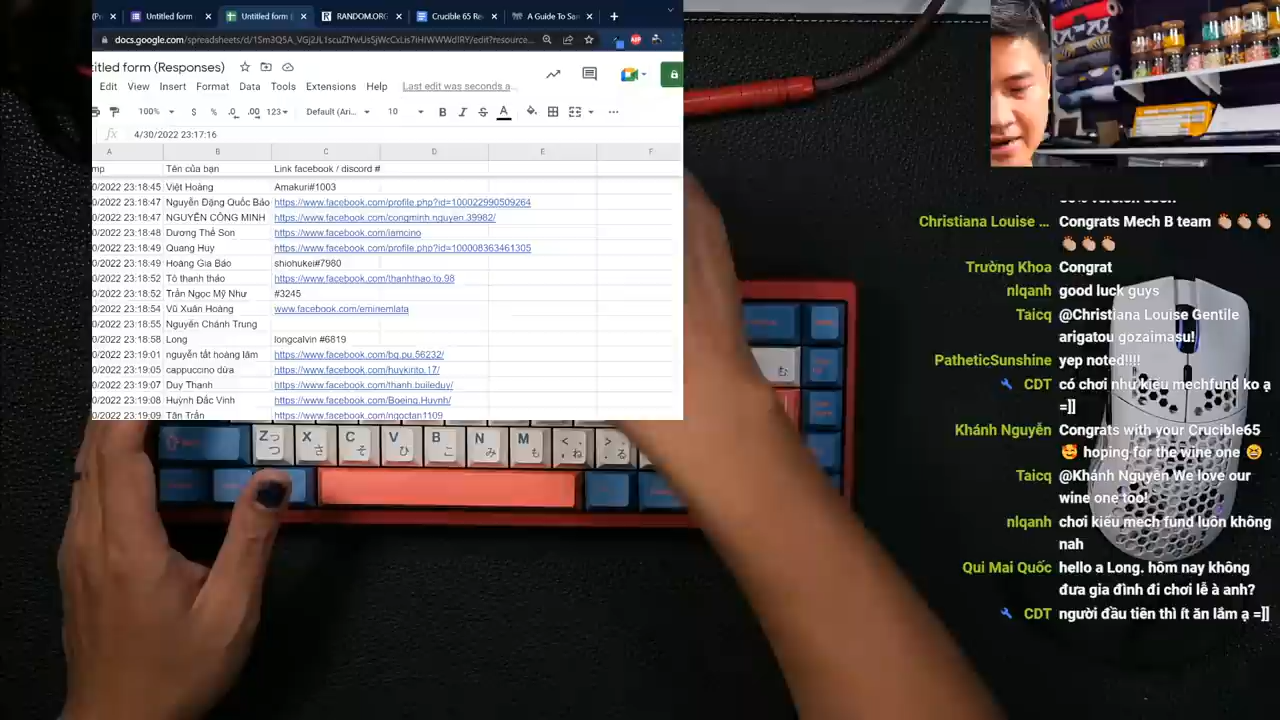 Untitled form
Untitled form
RANDOM.ORG
Crucible 65 Re
A Guide To Sar
docs.google.com/spreadsheets/d/1Sm3Q5A_VGj2JL1scuZIYwUsSjWcCxLis7iHIWWWdIRY/edit?resource...
titled form (Responses)
Edit View Insert Format Data Tools Extensions Help Last edit was seconds a...
100% $ % .0 .00 123 Default (Ari... 10 B I S A
fx 4/30/2022 23:17:16
A B C D E F
mp Tên của bạn Link facebook / discord #
0/2022 23:18:45 Việt Hoàng Amakuri#1003
0/2022 23:18:47 Nguyễn Đặng Quốc Bảo https://www.facebook.com/profile.php?id=100022990509264
0/2022 23:18:47 NGUYỄN CÔNG MINH https://www.facebook.com/congminh.nguyen.39982/
0/2022 23:18:48 Dương Thế Sơn https://www.facebook.com/iamcino
0/2022 23:18:49 Quang Huy https://www.facebook.com/profile.php?id=100008363461305
0/2022 23:18:49 Hoàng Gia Bảo shiohukei#7980
0/2022 23:18:52 Tô thanh thảo https://www.facebook.com/thanhthao.to.98
0/2022 23:18:52 Trần Ngọc Mỹ Như #3245
0/2022 23:18:54 Vũ Xuân Hoàng www.facebook.com/eminemlata
0/2022 23:18:55 Nguyễn Chánh Trung
0/2022 23:18:58 Long longcalvin #6819
0/2022 23:19:01 nguyễn tất hoàng lâm https://www.facebook.com/bg.pu.56232/
0/2022 23:19:05 cappuccino dừa https://www.facebook.com/huykirito.17/
0/2022 23:19:07 Duy Thanh https://www.facebook.com/thanh.buileduy/
0/2022 23:19:08 Huỳnh Đắc Vinh https://www.facebook.com/Boeing.Huynh/
0/2022 23:19:09 Tân Trần https://www.facebook.com/ngoctan1109
Christiana Louise ... Congrats Mech B team 👏🏼👏🏼👏🏼
👏🏼👏🏼👏🏼
Trường Khoa Congrat
nlqanh good luck guys
Taicq @Christiana Louise Gentile
arigatou gozaimasu!
PatheticSunshine yep noted!!!!
CDT có chơi như kiểu mechfund ko ạ
=]]
Khánh Nguyễn Congrats with your Crucible65
🥰 hoping for the wine one 😆
Taicq @Khánh Nguyễn We love our
wine one too!
nlqanh chơi kiểu mech fund luôn không
nah
Qui Mai Quốc hello a Long. hôm nay không
đưa gia đình đi chơi lễ à anh?
CDT người đầu tiên thì ít ăn lắm ạ =]]
Z つ X さ C そ V ひ B こ N み M も < , ね > . る